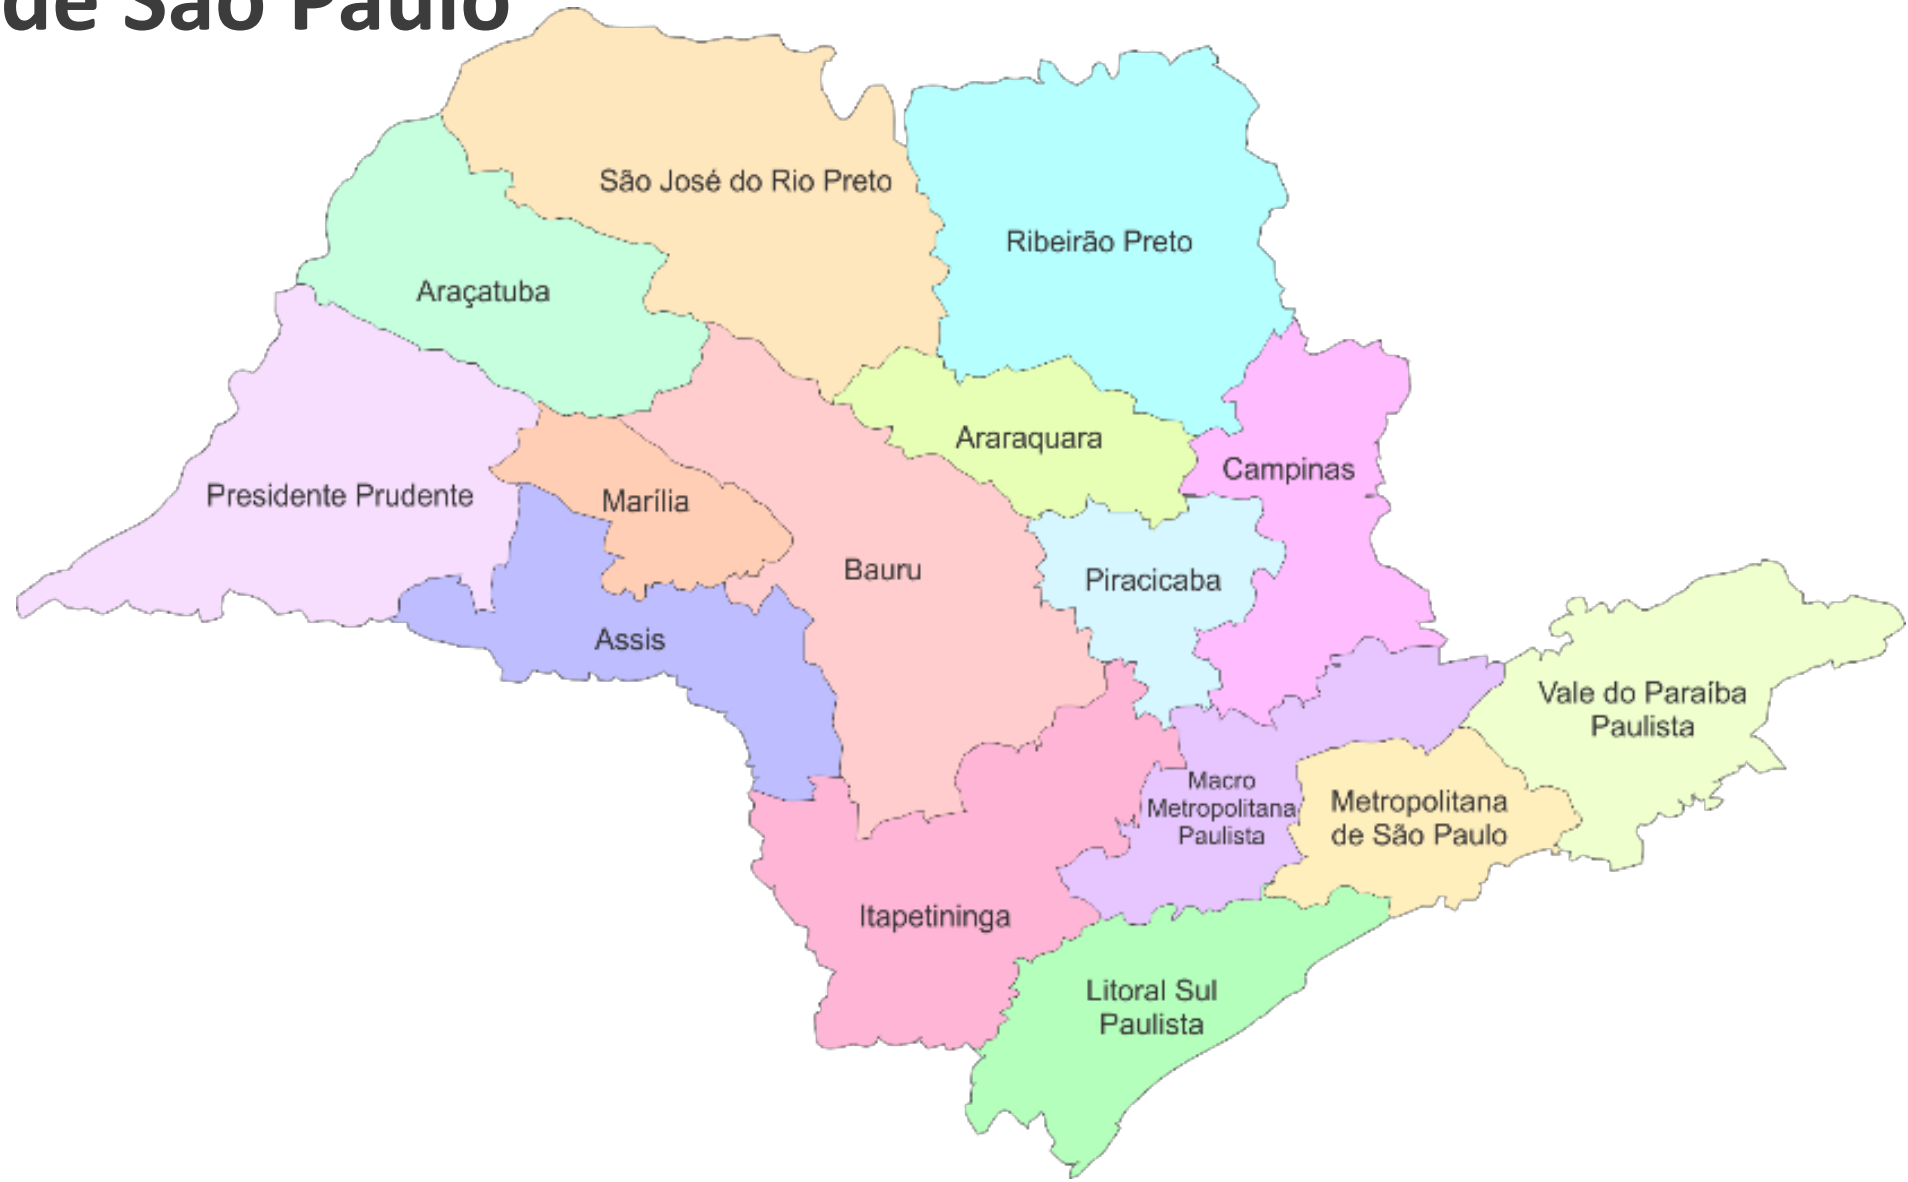 de São Paulo
São José do Rio Preto
Ribeirão Preto
Araçatuba
Araraquara
Campinas
Presidente Prudente
Marília
Bauru
Piracicaba
Assis
Vale do Paraíba
Paulista
Macro
Metropolitana
Paulista
Metropolitana
de São Paulo
Itapetininga
Litoral Sul
Paulista